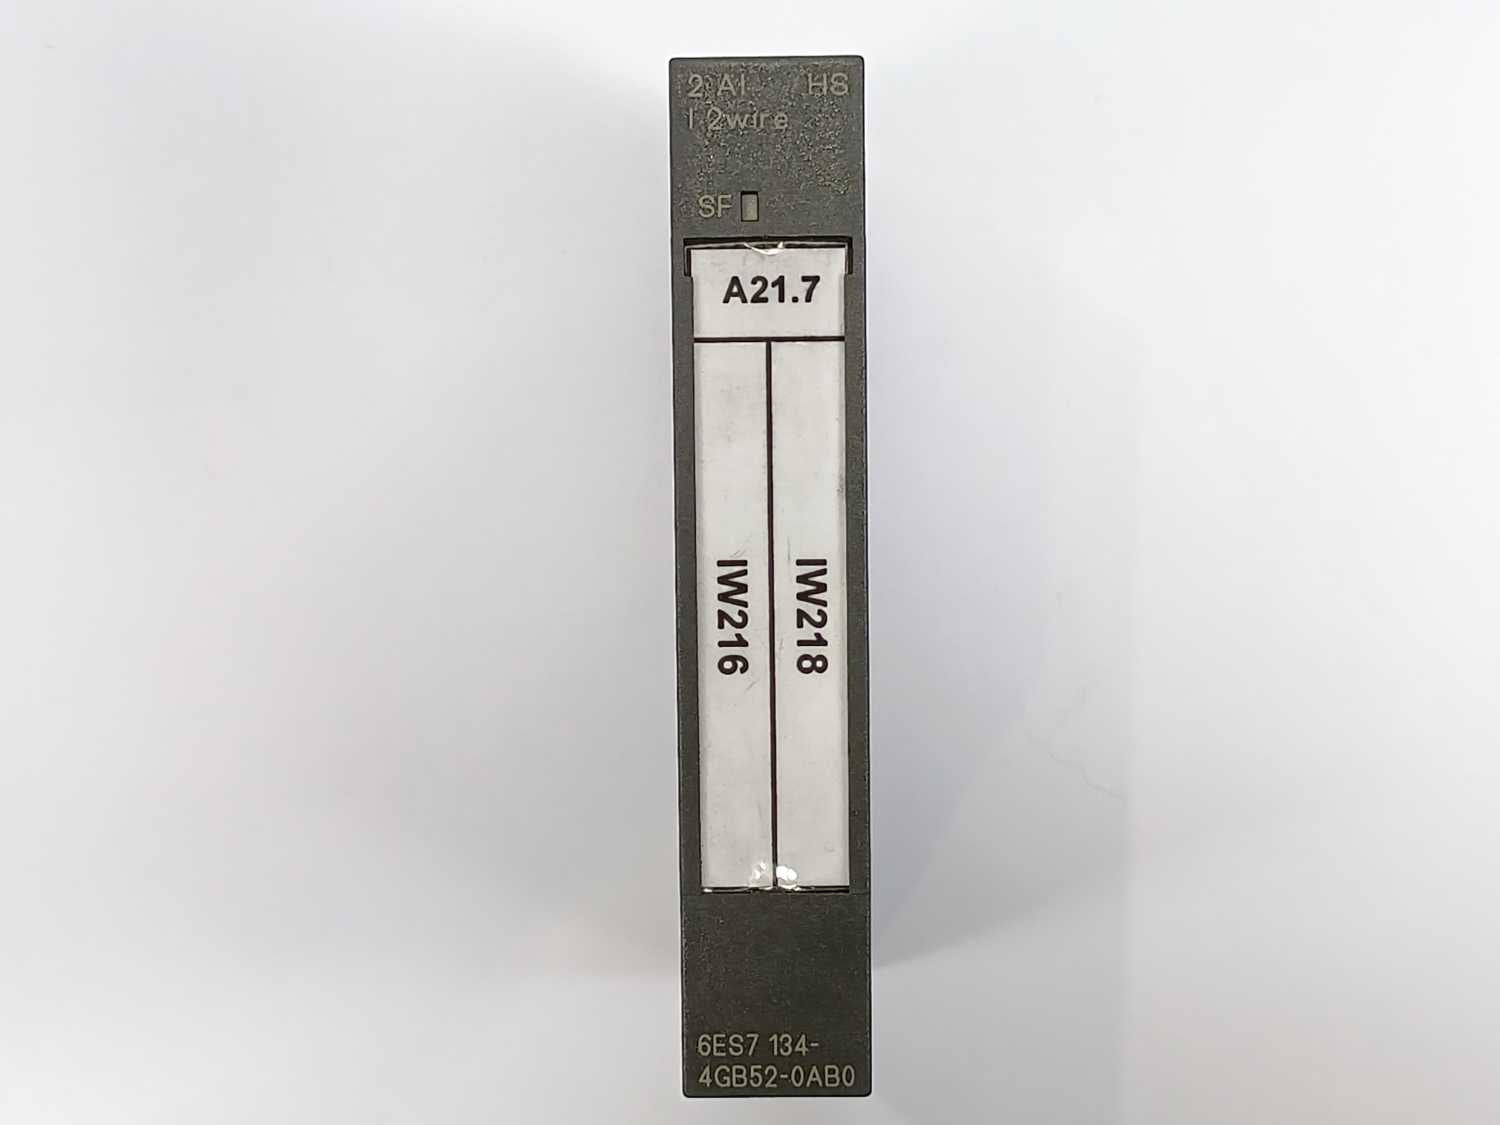 2 AI HS
I 2wire
SF
A21.7
IW216
IW218
6ES7 134-
4GB52-0AB0